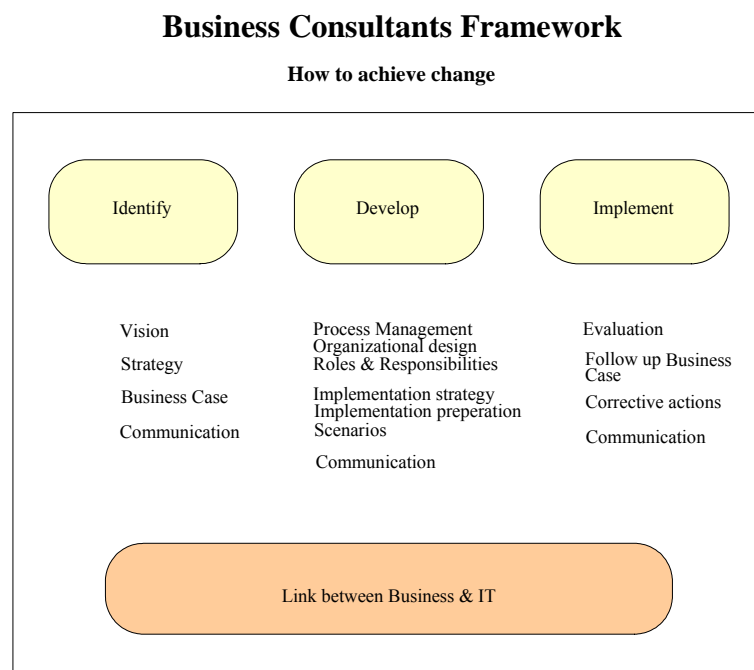 Business Consultants Framework
How to achieve change
Identify
Develop
Implement
Vision
Strategy
Business Case
Communication
Process Management
Organizational design
Roles & Responsibilities
Implementation strategy
Implementation preperation
Scenarios
Communication
Evaluation
Follow up Business
Case
Corrective actions
Communication
Link between Business & IT